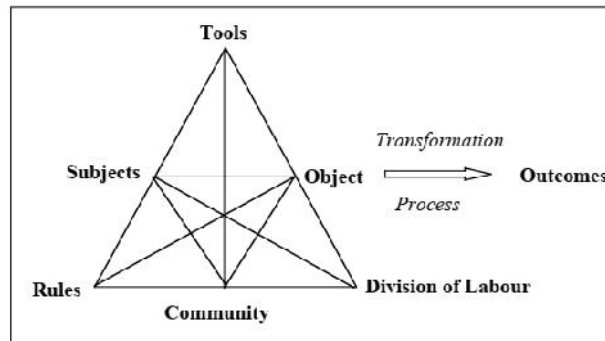 Tools
Transformation
Subjects
Object
Outcomes
Process
Rules
Division of Labour
Community